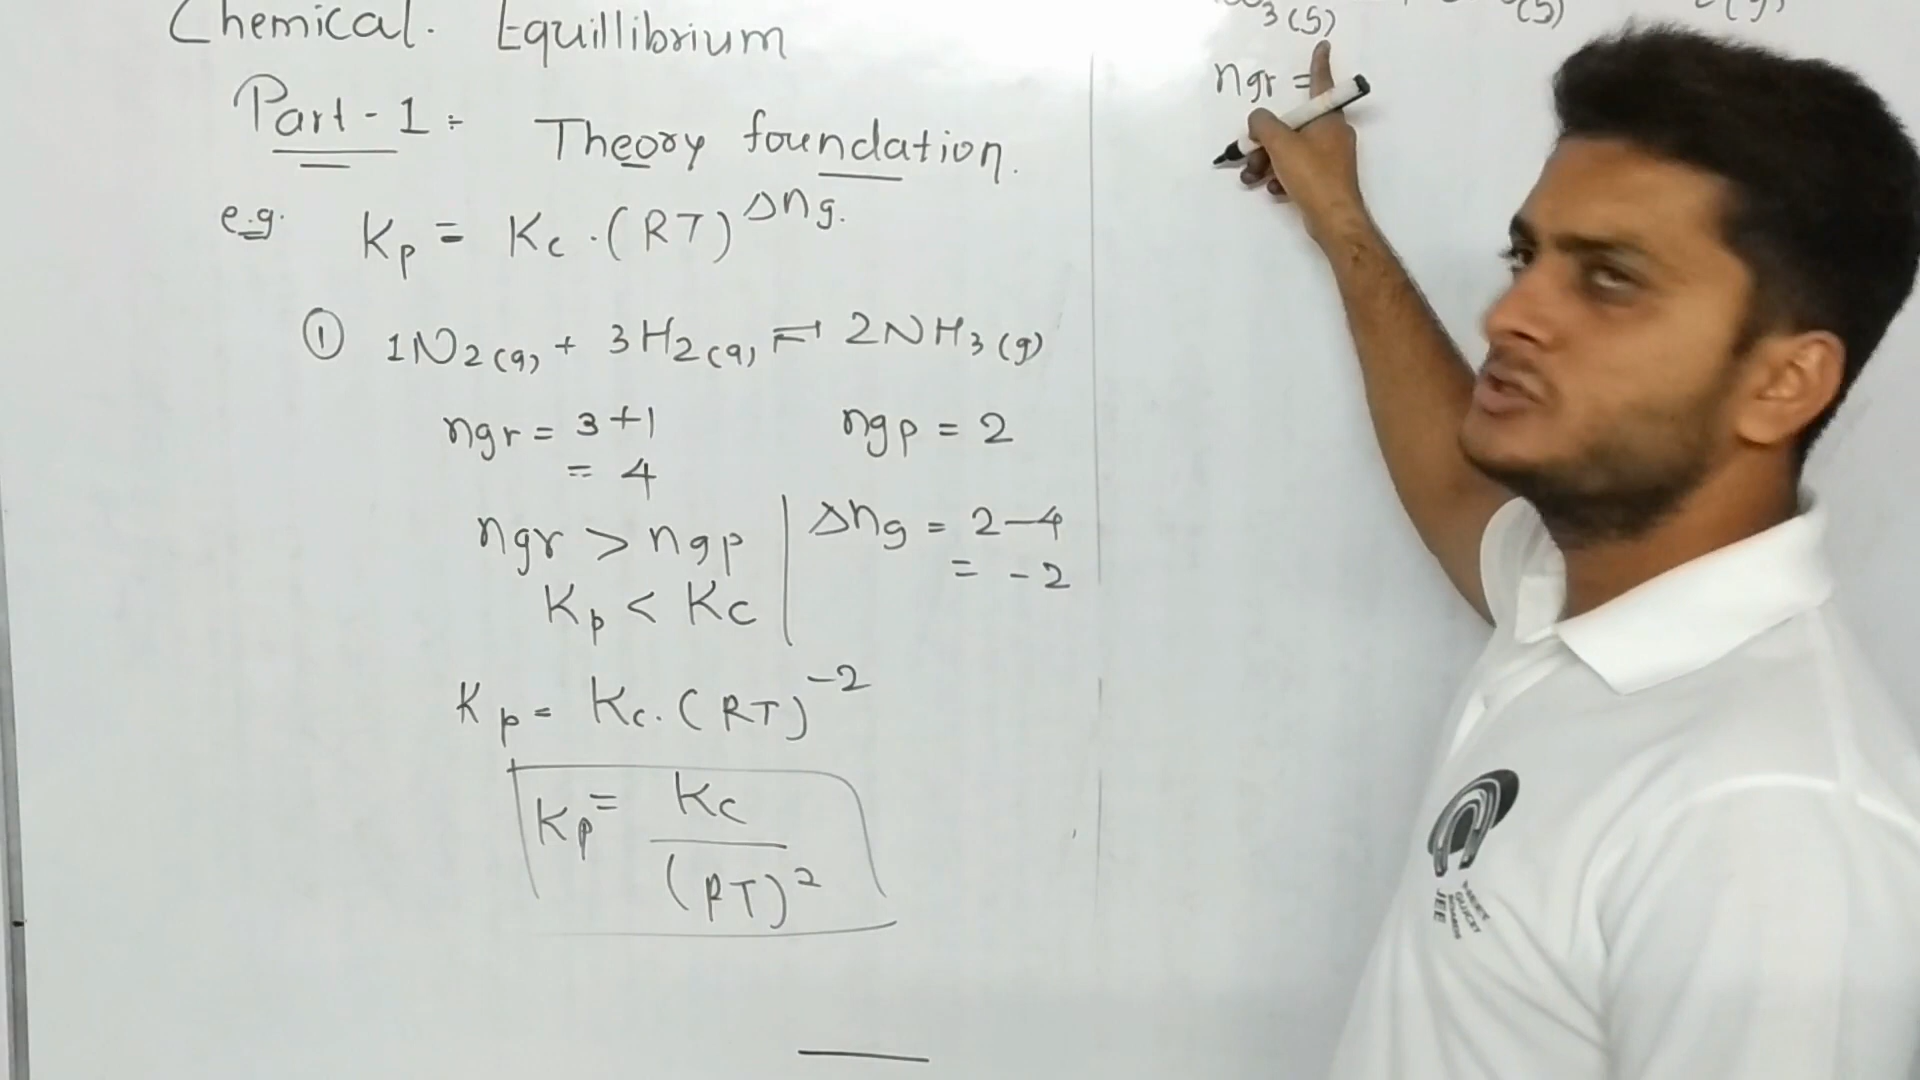 Chemical. Equillibrium
Part-1: Theory foundation.
e.g. Kp = Kc.(RT)^Δng.
① 1N2(g) + 3H2(g) ⇌ 2NH3(g)
ngr = 3+1
= 4
ngp = 2
ngr > ngp
Kp < Kc
Δng = 2-4
= -2
Kp = Kc.(RT)^-2
Kp = Kc
(RT)²
3(s) (s) (g)
ngr =
JEE